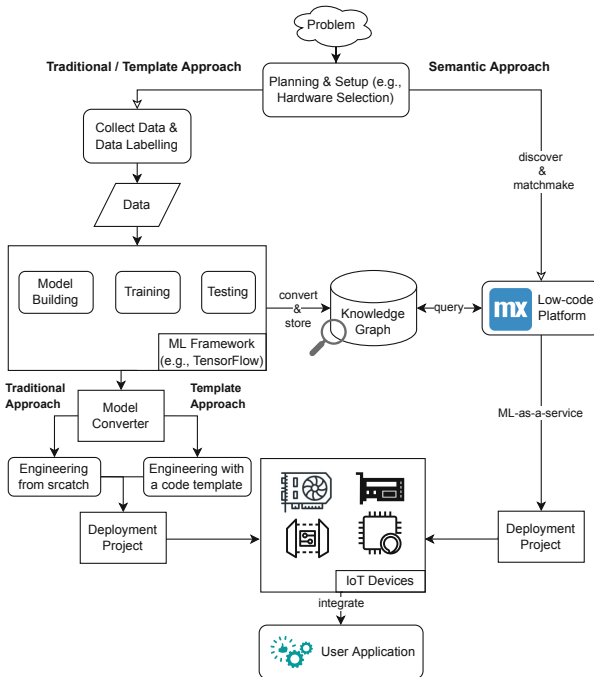 Problem
Traditional / Template Approach
Semantic Approach
Planning & Setup (e.g.,
Hardware Selection)
Collect Data &
Data Labelling
discover
&
matchmake
Data
Model
Building
Training
Testing
convert
&
store
Knowledge
Graph
query
mx
Low-code
Platform
ML Framework
(e.g., TensorFlow)
Traditional
Approach
Template
Approach
Model
Converter
ML-as-a-service
Engineering
from srcatch
Engineering with
a code template
Deployment
Project
Deployment
Project
IoT Devices
integrate
User Application